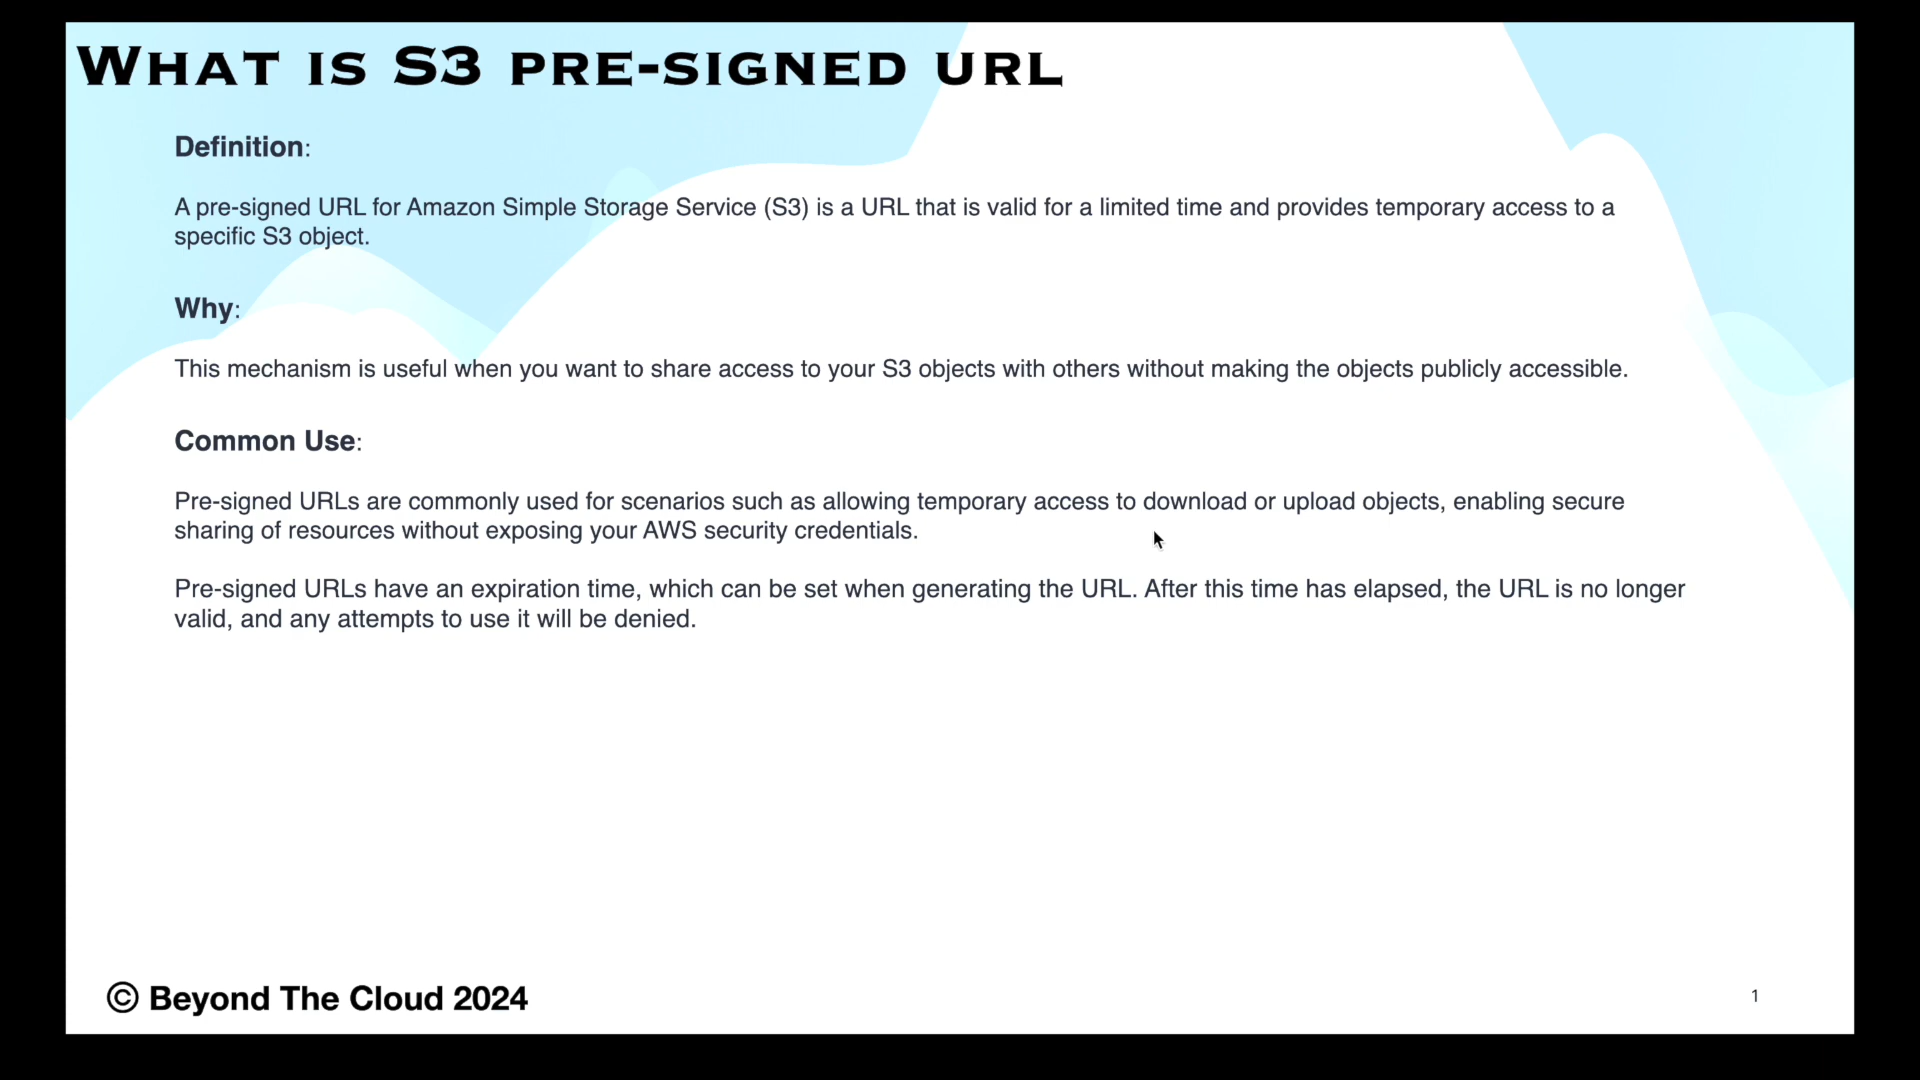 What is S3 pre-signed url
Definition:
A pre-signed URL for Amazon Simple Storage Service (S3) is a URL that is valid for a limited time and provides temporary access to a
specific S3 object.
Why:
This mechanism is useful when you want to share access to your S3 objects with others without making the objects publicly accessible.
Common Use:
Pre-signed URLs are commonly used for scenarios such as allowing temporary access to download or upload objects, enabling secure
sharing of resources without exposing your AWS security credentials.
Pre-signed URLs have an expiration time, which can be set when generating the URL. After this time has elapsed, the URL is no longer
valid, and any attempts to use it will be denied.
© Beyond The Cloud 2024
1